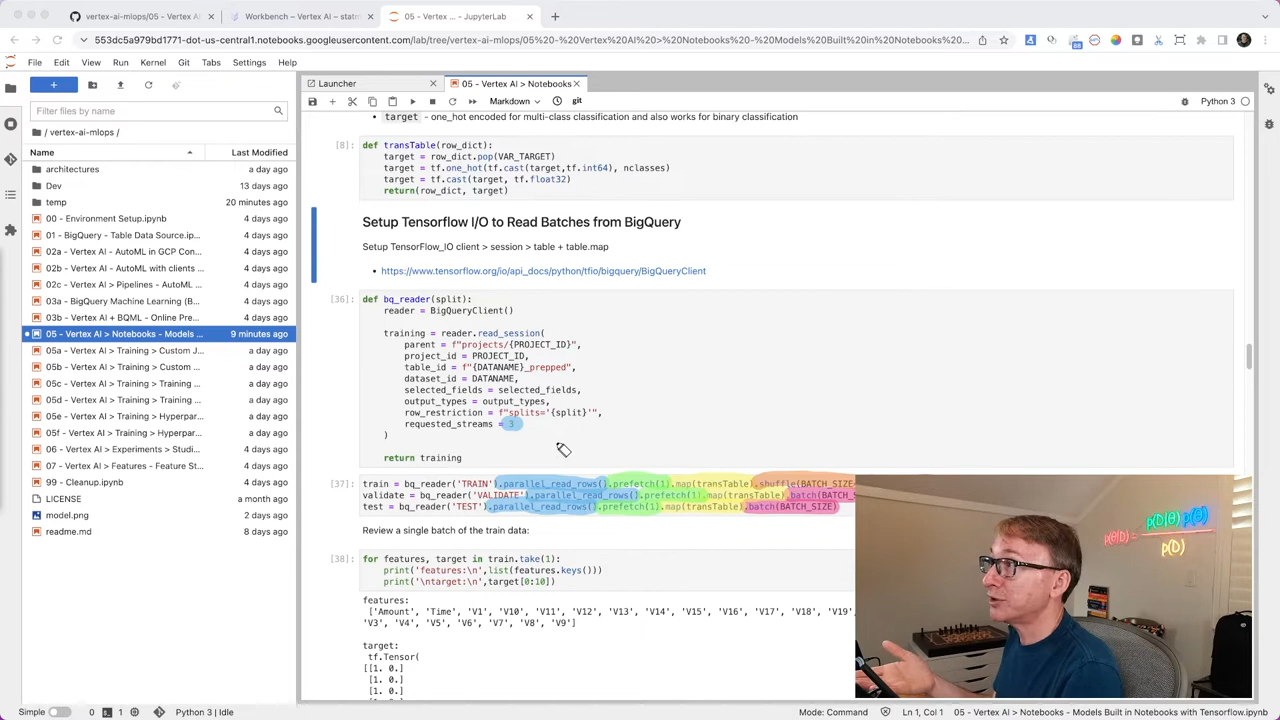 vertex-ai-mlops/05 - Vertex AI
Workbench – Vertex AI – statm
05 - Vertex ... - JupyterLab
553dc5a979bd1771-dot-us-central1.notebooks.googleusercontent.com/lab/tree/vertex-ai-mlops/05%20-%20Vertex%20AI%20>%20Notebooks%20-%20Models%20Built%20in%20Notebooks%20...
File Edit View Run Kernel Git Tabs Settings Help
Launcher
05 - Vertex AI > Notebooks
Markdown
git
Python 3
Filter files by name
/ vertex-ai-mlops /
Name
Last Modified
architectures a day ago
Dev 13 days ago
temp 20 minutes ago
00 - Environment Setup.ipynb 4 days ago
01 - BigQuery - Table Data Source.ip... 4 days ago
02a - Vertex AI - AutoML in GCP Con... 4 days ago
02b - Vertex AI - AutoML with clients ... 4 days ago
02c - Vertex AI > Pipelines - AutoML ... 4 days ago
03a - BigQuery Machine Learning (B... 4 days ago
03b - Vertex AI + BQML - Online Pre... 4 days ago
05 - Vertex AI > Notebooks - Models ... 9 minutes ago
05a - Vertex AI > Training > Custom J... a day ago
05b - Vertex AI > Training > Custom ... a day ago
05c - Vertex AI > Training > Training ... a day ago
05d - Vertex AI > Training > Training ... a day ago
05e - Vertex AI > Training > Hyperpar... a day ago
05f - Vertex AI > Training > Hyperpar... a day ago
06 - Vertex AI > Experiments > Studi... 4 days ago
07 - Vertex AI > Features - Feature St... 4 days ago
99 - Cleanup.ipynb 4 days ago
LICENSE a month ago
model.png 2 days ago
readme.md 8 days ago
• target - one_hot encoded for multi-class classification and also works for binary classification
[8]: def transTable(row_dict):
target = row_dict.pop(VAR_TARGET)
target = tf.one_hot(tf.cast(target,tf.int64), nclasses)
target = tf.cast(target, tf.float32)
return(row_dict, target)
Setup Tensorflow I/O to Read Batches from BigQuery
Setup TensorFlow_IO client > session > table + table.map
• https://www.tensorflow.org/io/api_docs/python/tfio/bigquery/BigQueryClient
[36]: def bq_reader(split):
reader = BigQueryClient()
training = reader.read_session(
parent = f"projects/{PROJECT_ID}",
project_id = PROJECT_ID,
table_id = f"{DATANAME}_prepped",
dataset_id = DATANAME,
selected_fields = selected_fields,
output_types = output_types,
row_restriction = f"splits='{split}'",
requested_streams = 3
)
return training
[37]: train = bq_reader('TRAIN').parallel_read_rows().prefetch(1).map(transTable).shuffle(BATCH_SIZE
validate = bq_reader('VALIDATE').parallel_read_rows().prefetch(1).map(transTable).batch(BATCH_S
test = bq_reader('TEST').parallel_read_rows().prefetch(1).map(transTable).batch(BATCH_SIZE)
Review a single batch of the train data:
[38]: for features, target in train.take(1):
print('features:\n',list(features.keys()))
print('\ntarget:\n',target[0:10])
features:
['Amount', 'Time', 'V1', 'V10', 'V11', 'V12', 'V13', 'V14', 'V15', 'V16', 'V17', 'V18', 'V19'
'V3', 'V4', 'V5', 'V6', 'V7', 'V8', 'V9']
target:
tf.Tensor(
[[1. 0.]
[1. 0.]
[1. 0.]
P(Θ|D) = P(D|Θ) P(Θ)
P(D)
Simple 0 1 Python 3 | Idle
Mode: Command Ln 1, Col 1 05 - Vertex AI > Notebooks - Models Built in Notebooks with Tensorflow.ipynb